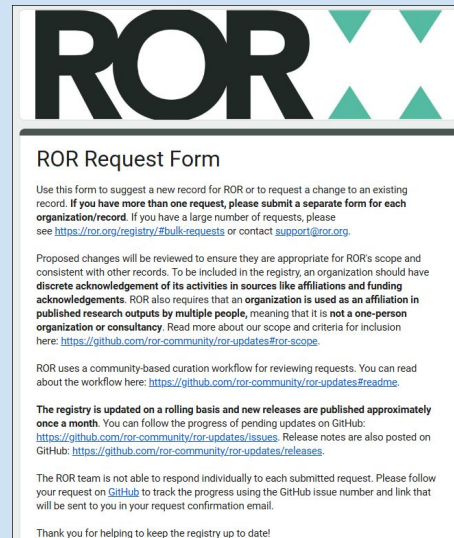 ROR
ROR Request Form
Use this form to suggest a new record for ROR or to request a change to an existing
record. If you have more than one request, please submit a separate form for each
organization/record. If you have a large number of requests, please
see https://ror.org/registry/#bulk-requests or contact support@ror.org.
Proposed changes will be reviewed to ensure they are appropriate for ROR's scope and
consistent with other records. To be included in the registry, an organization should have
discrete acknowledgement of its activities in sources like affiliations and funding
acknowledgements. ROR also requires that an organization is used as an affiliation in
published research outputs by multiple people, meaning that it is not a one-person
organization or consultancy. Read more about our scope and criteria for inclusion
here: https://github.com/ror-community/ror-updates#ror-scope.
ROR uses a community-based curation workflow for reviewing requests. You can read
about the workflow here: https://github.com/ror-community/ror-updates#readme.
The registry is updated on a rolling basis and new releases are published approximately
once a month. You can follow the progress of pending updates on GitHub:
https://github.com/ror-community/ror-updates/issues. Release notes are also posted on
GitHub: https://github.com/ror-community/ror-updates/releases.
The ROR team is not able to respond individually to each submitted request. Please follow
your request on GitHub to track the progress using the GitHub issue number and link that
will be sent to you in your request confirmation email.
Thank you for helping to keep the registry up to date!